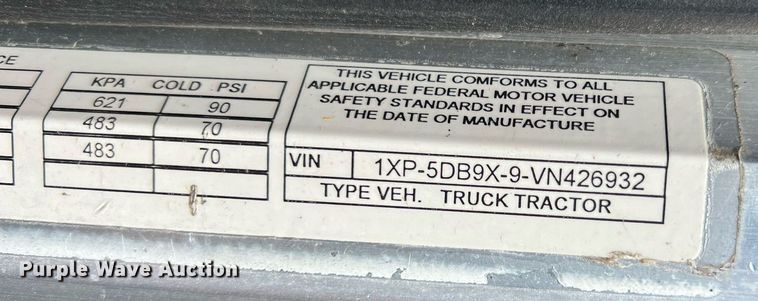 CE
KPA COLD PSI
621 90
483 70
483 70
THIS VEHICLE COMFORMS TO ALL
APPLICABLE FEDERAL MOTOR VEHICLE
SAFETY STANDARDS IN EFFECT ON
THE DATE OF MANUFACTURE
VIN 1XP-5DB9X-9-VN426932
TYPE VEH. TRUCK TRACTOR
Purple Wave Auction